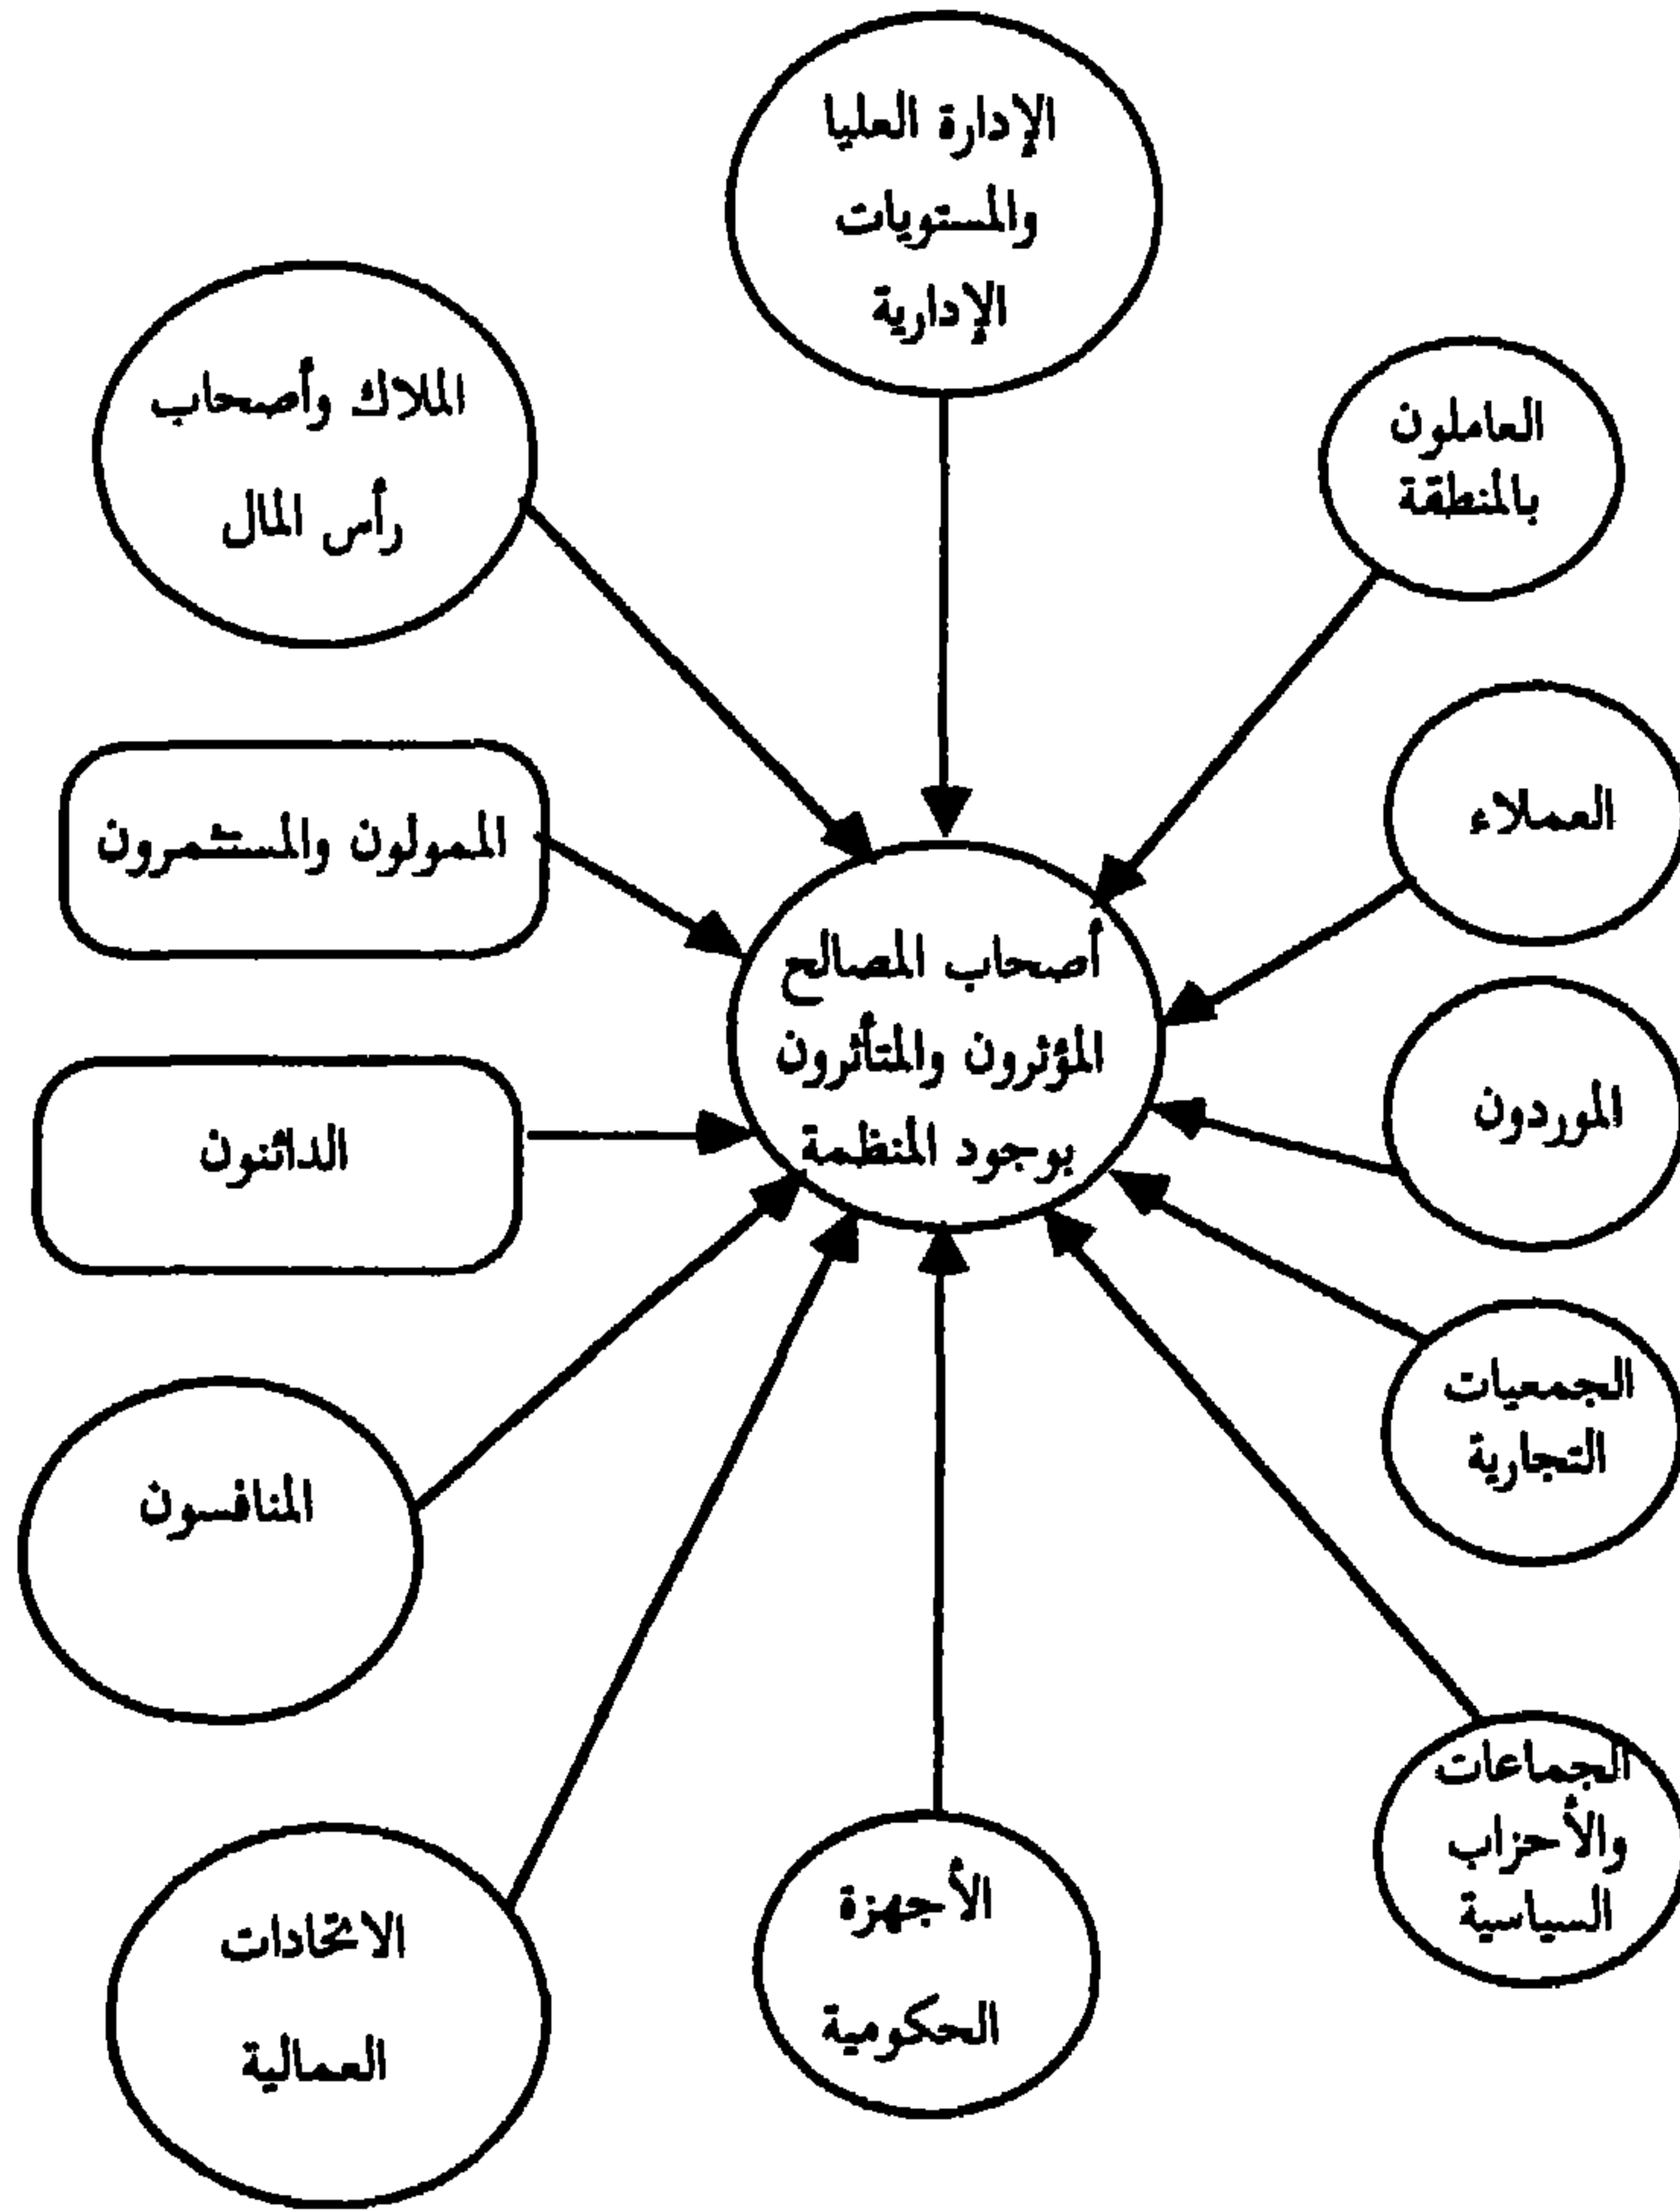 الإدارة العليا
والمستويات
الإدارية
العاملون
بالمنطقة
الملاك وأصحاب
رأس المال
العملاء
الممولون والمستثمرون
أصحاب المصالح
المؤثرون والمتأثرون
بوجود المنظمة
الموردون
الدائنون
الجمعيات
التجارية
المنافسون
الجماعات
والأحزاب
السياسية
الأجهزة
الحكومية
الاتحادات
العمالية